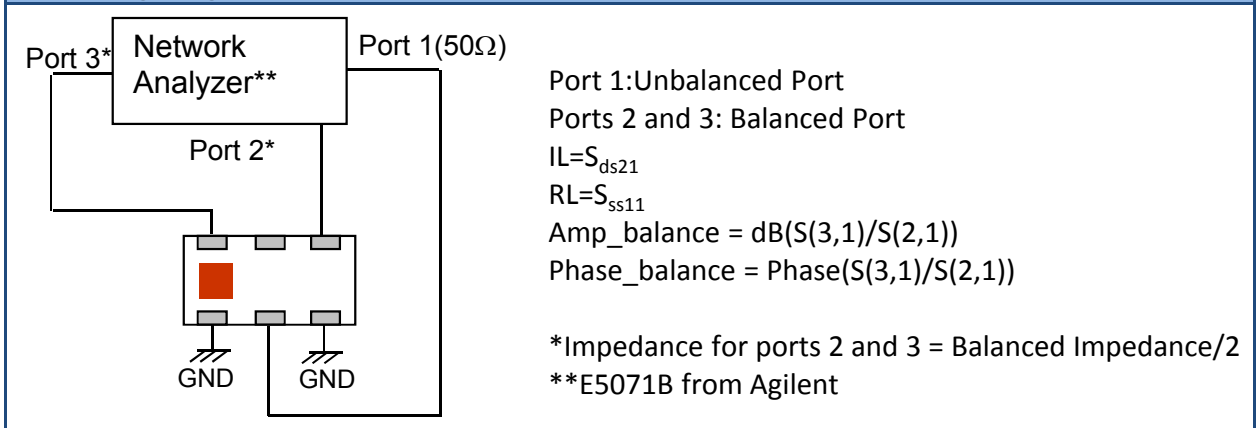 Port 3*
Network
Analyzer**
Port 1(50Ω)
Port 2*
GND
GND
Port 1:Unbalanced Port
Ports 2 and 3: Balanced Port
IL=Sds21
RL=Sss11
Amp_balance = dB(S(3,1)/S(2,1))
Phase_balance = Phase(S(3,1)/S(2,1))
*Impedance for ports 2 and 3 = Balanced Impedance/2
**E5071B from Agilent